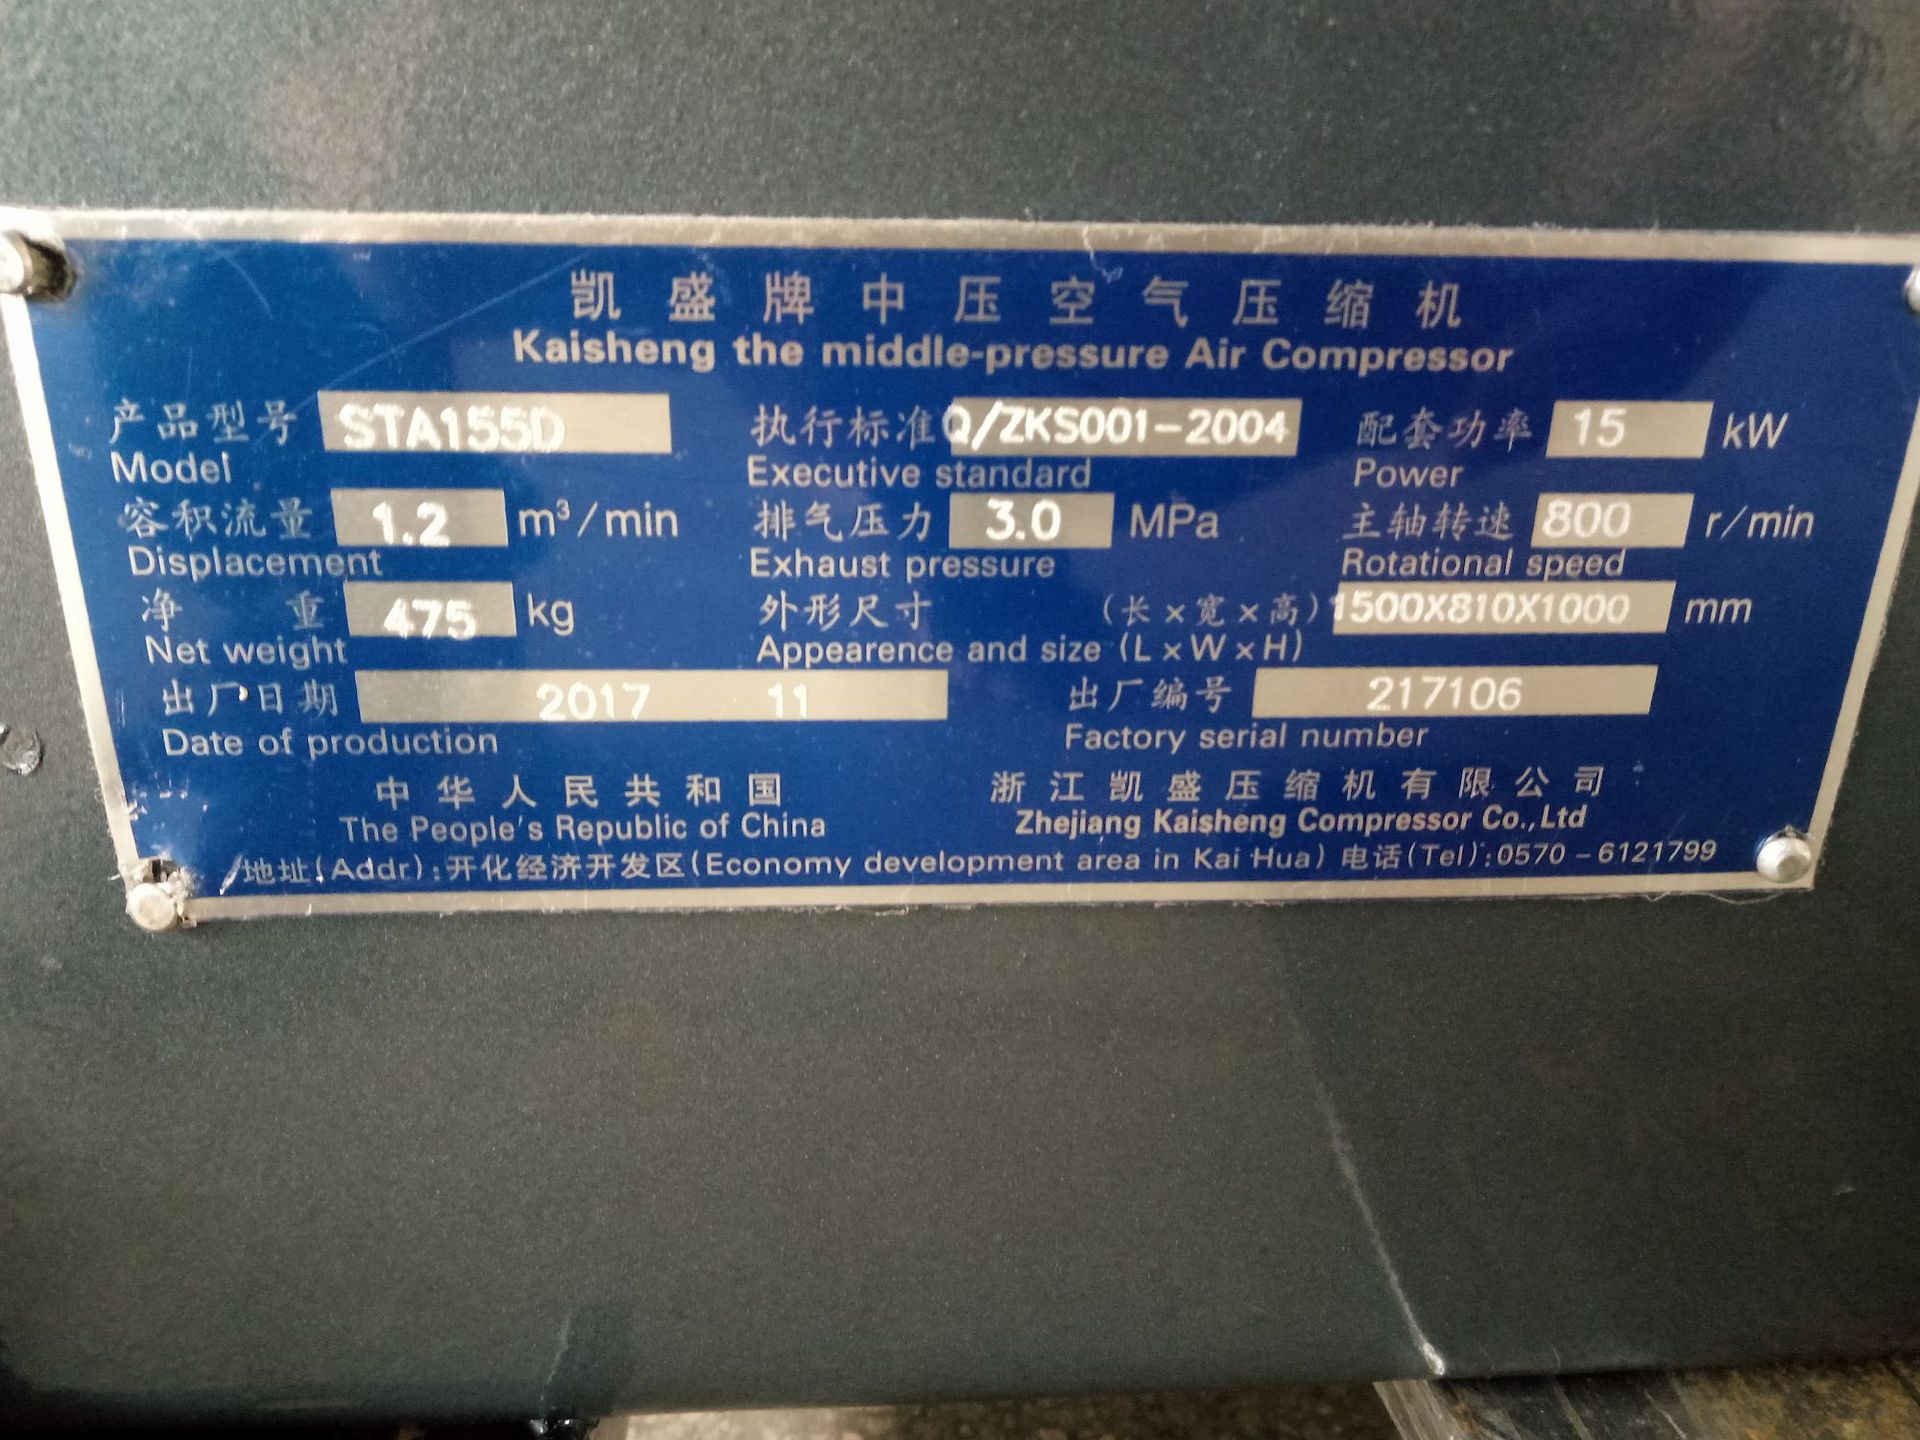 凯盛牌中压空气压缩机
Kaisheng the middle-pressure Air Compressor
产品型号 STA155D 执行标准 Q/ZKS001-2004 配套功率 15 kW
Model Executive standard Power
容积流量 1.2 m³/min 排气压力 3.0 MPa 主轴转速 800 r/min
Displacement Exhaust pressure Rotational speed
净重 475 kg 外形尺寸 (长×宽×高) 1500X810X1000 mm
Net weight Appearence and size (L×W×H)
出厂日期 2017 11 出厂编号 217106
Date of production Factory serial number
中华人民共和国 浙江凯盛压缩机有限公司
The People's Republic of China Zhejiang Kaisheng Compressor Co.,Ltd
地址(Addr):开化经济开发区(Economy development area in Kai Hua) 电话(Tel):0570-6121799